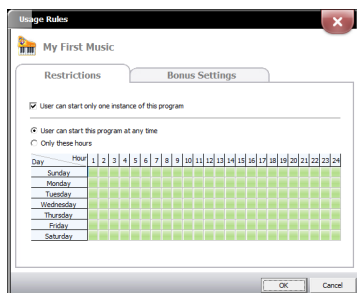 Usage Rules
My First Music
Restrictions
Bonus Settings
User can start only one instance of this program
User can start this program at any time
Only these hours
Day Hour 1 2 3 4 5 6 7 8 9 10 11 12 13 14 15 16 17 18 19 20 21 22 23 24
Sunday
Monday
Tuesday
Wednesday
Thursday
Friday
Saturday
OK Cancel